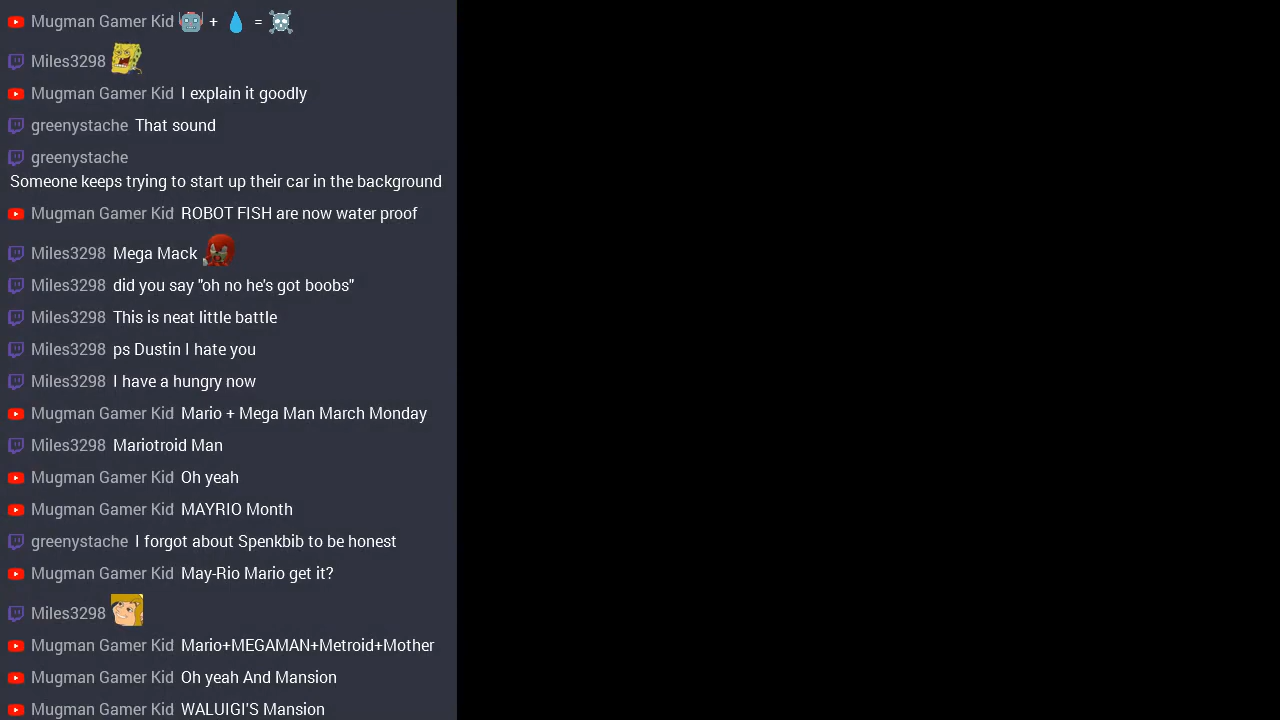 Mugman Gamer Kid 🤖 + 💧 = ☠️
Miles3298
Mugman Gamer Kid I explain it goodly
greenystache That sound
greenystache
Someone keeps trying to start up their car in the background
Mugman Gamer Kid ROBOT FISH are now water proof
Miles3298 Mega Mack
Miles3298 did you say "oh no he's got boobs"
Miles3298 This is neat little battle
Miles3298 ps Dustin I hate you
Miles3298 I have a hungry now
Mugman Gamer Kid Mario + Mega Man March Monday
Miles3298 Mariotroid Man
Mugman Gamer Kid Oh yeah
Mugman Gamer Kid MAYRIO Month
greenystache I forgot about Spenkbib to be honest
Mugman Gamer Kid May-Rio Mario get it?
Miles3298
Mugman Gamer Kid Mario+MEGAMAN+Metroid+Mother
Mugman Gamer Kid Oh yeah And Mansion
Mugman Gamer Kid WALUIGI'S Mansion